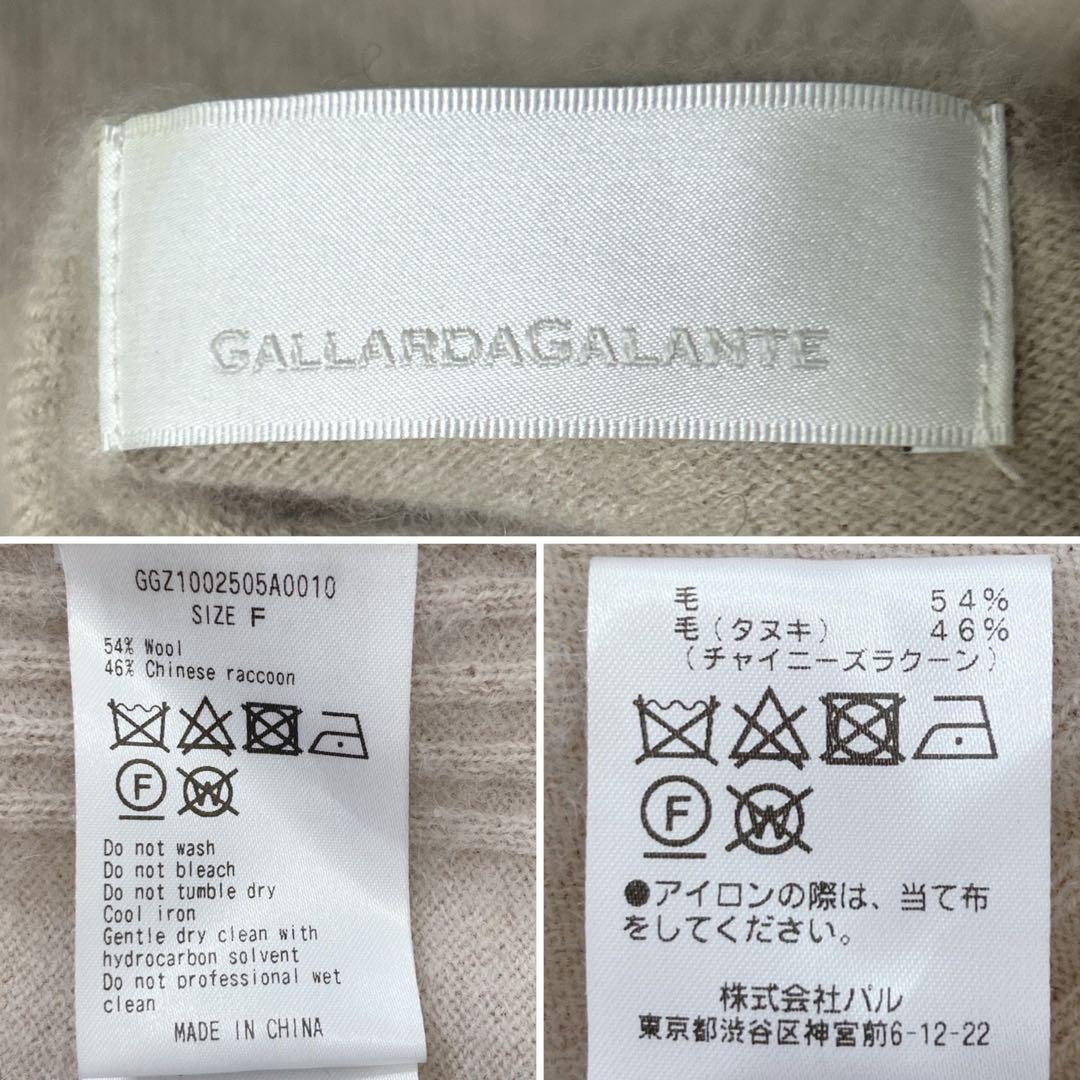 GALLARDAGALANTE
GGZ1002505A0010
SIZE F
54% Wool
46% Chinese raccoon
F W
Do not wash
Do not bleach
Do not tumble dry
Cool iron
Gentle dry clean with
hydrocarbon solvent
Do not professional wet
clean
MADE IN CHINA
毛 54%
毛(タヌキ) 46%
(チャイニーズラクーン)
F W
●アイロンの際は、当て布
をしてください。
株式会社パル
東京都渋谷区神宮前6-12-22